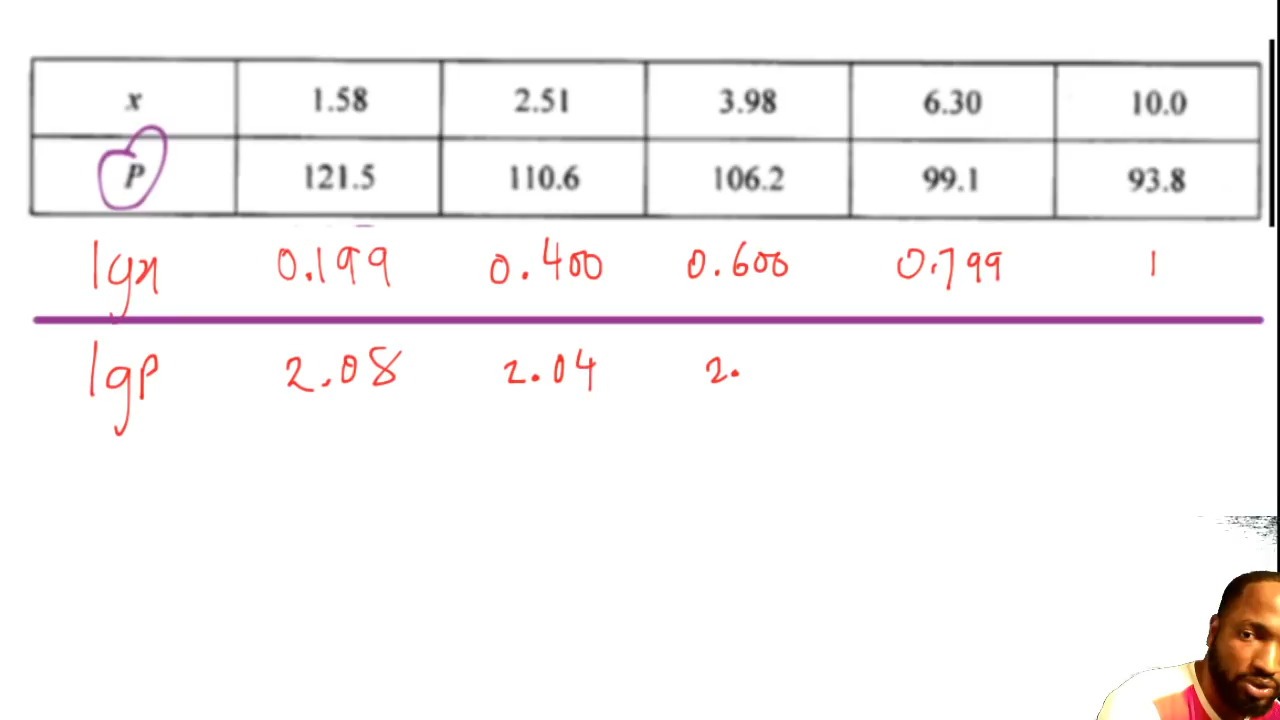 x 1.58 2.51 3.98 6.30 10.0
P 121.5 110.6 106.2 99.1 93.8
lgx 0.199 0.400 0.600 0.799 1
lgP 2.08 2.04 2.